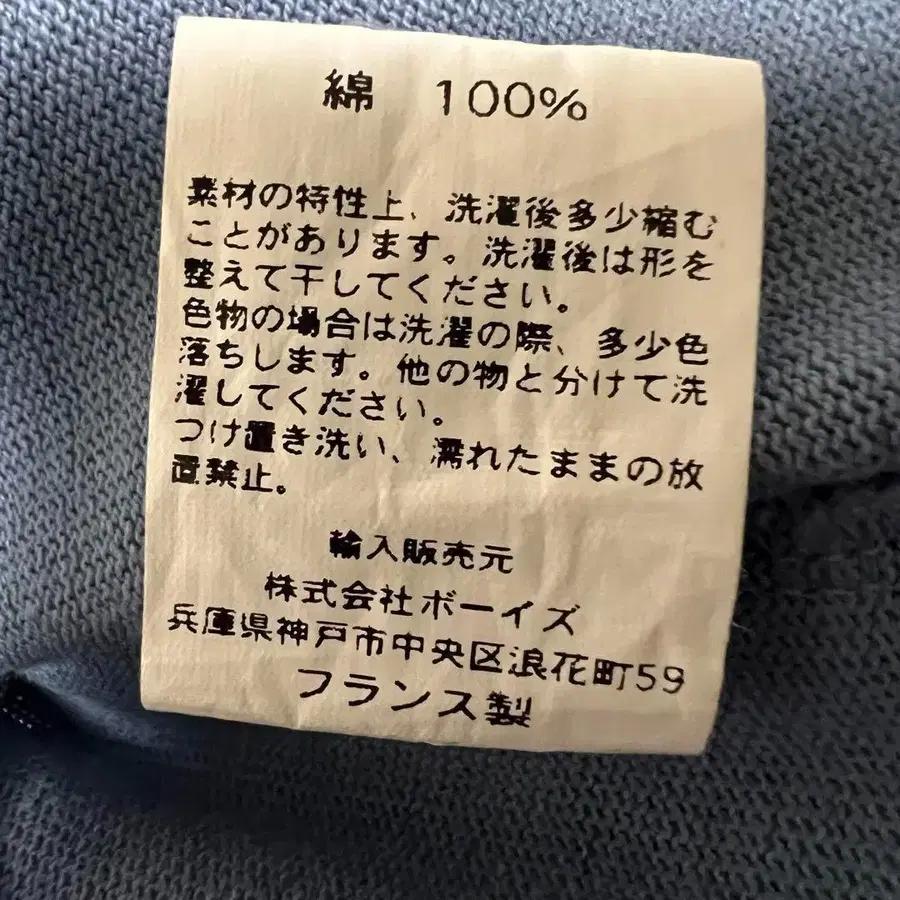 綿 100%
素材の特性上、洗濯後多少縮む
ことがあります。洗濯後は形を
整えて干してください。
色物の場合は洗濯の際、多少色
落ちします。他の物と分けて洗
濯してください。
つけ置き洗い、濡れたままの放
置禁止。
輸入販売元
株式会社ボーイズ
兵庫県神戸市中央区浪花町59
フランス製